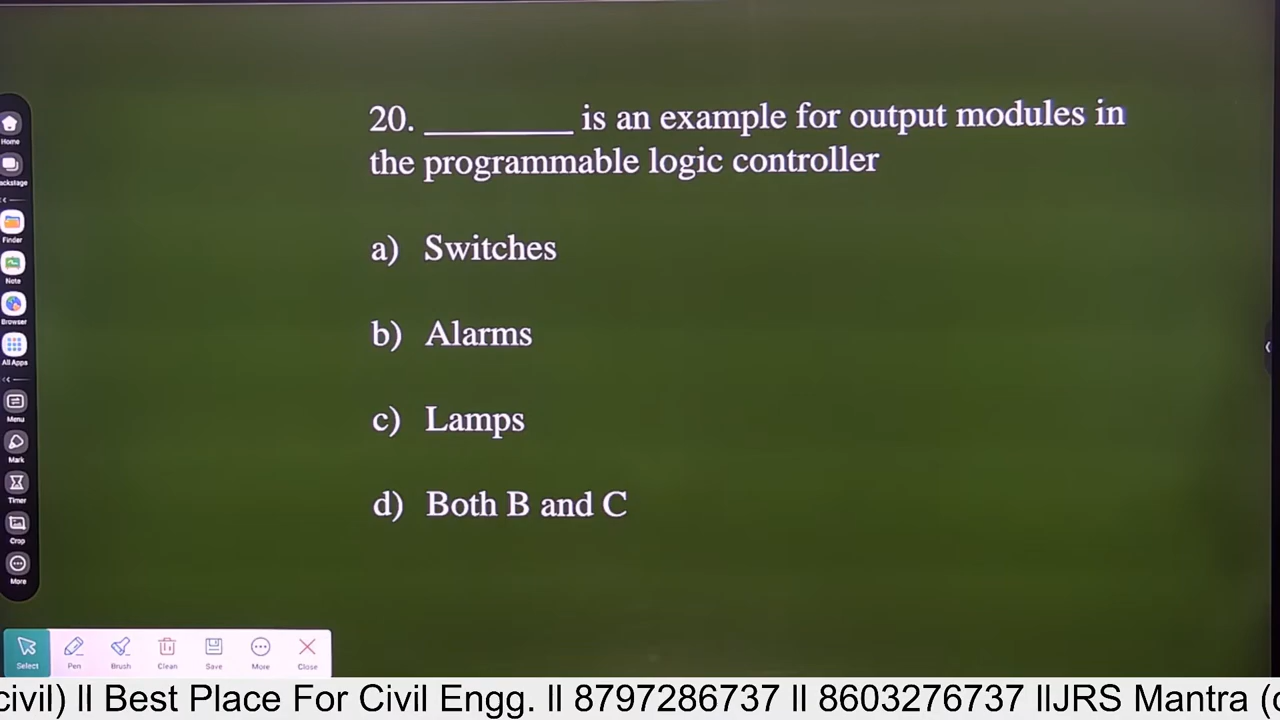 20. ________ is an example for output modules in
the programmable logic controller
a) Switches
b) Alarms
c) Lamps
d) Both B and C
Home
ackstage
Finder
Note
Browser
All Apps
Menu
Mark
Timer
Crop
More
Select Pen Brush Clean Save More Close
civil) ll Best Place For Civil Engg. ll 8797286737 ll 8603276737 llJRS Mantra (c